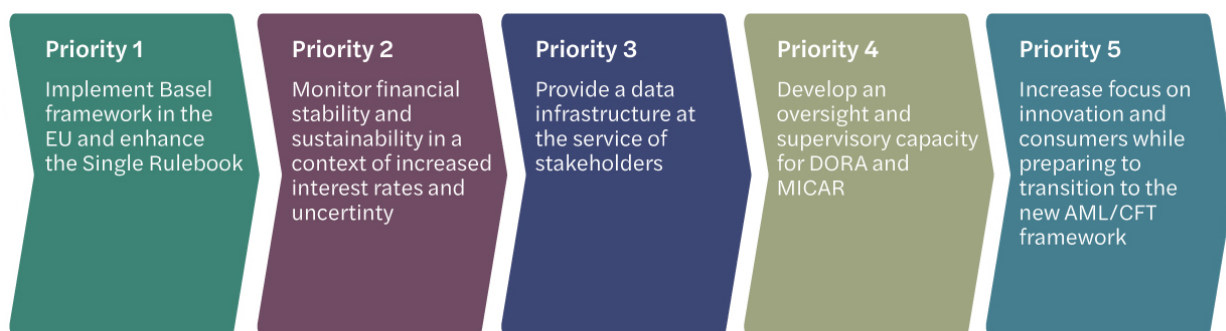 Priority 1
Implement Basel
framework in the
EU and enhance
the Single Rulebook
Priority 2
Monitor financial
stability and
sustainability in a
context of increased
interest rates and
uncertinty
Priority 3
Provide a data
infrastructure at
the service of
stakeholders
Priority 4
Develop an
oversight and
supervisory capacity
for DORA and
MICAR
Priority 5
Increase focus on
innovation and
consumers while
preparing to
transition to the
new AML/CFT
framework